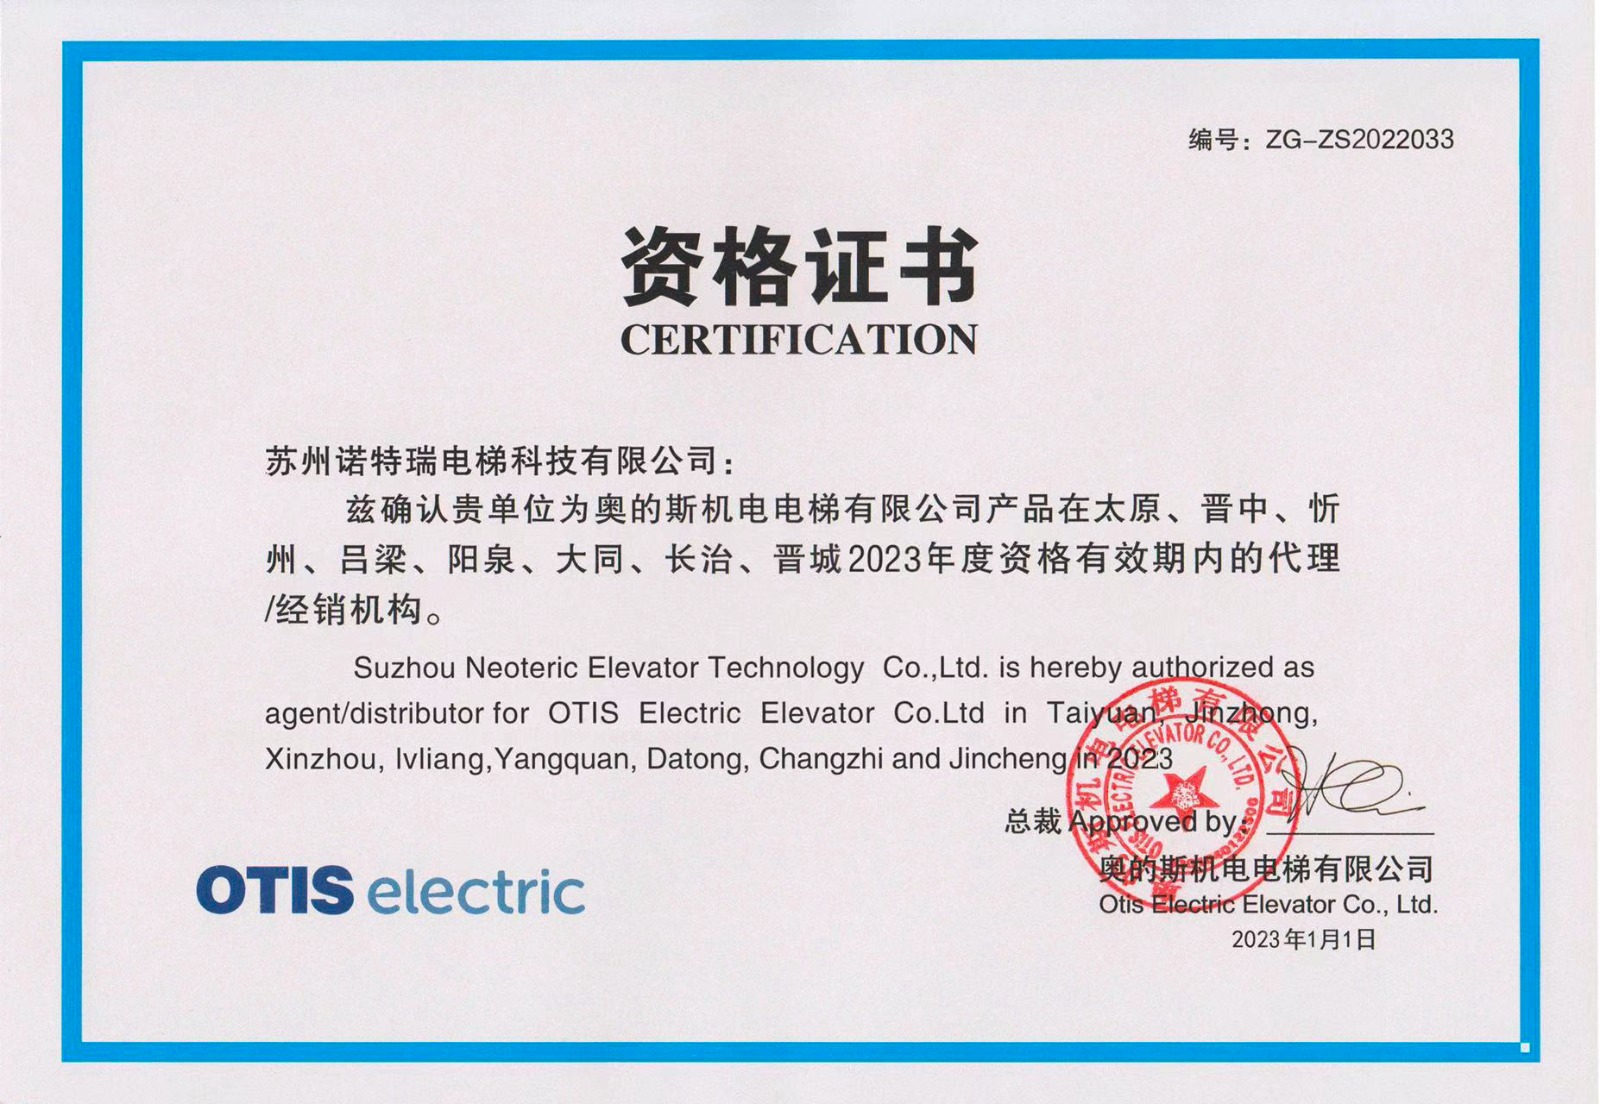 编号：ZG-ZS2022033
资格证书
CERTIFICATION
苏州诺特瑞电梯科技有限公司：
兹确认贵单位为奥的斯机电电梯有限公司产品在太原、晋中、忻
州、吕梁、阳泉、大同、长治、晋城2023年度资格有效期内的代理
/经销机构。
Suzhou Neoteric Elevator Technology Co.,Ltd. is hereby authorized as
agent/distributor for OTIS Electric Elevator Co.Ltd in Taiyuan, Jinzhong,
Xinzhou, lvliang,Yangquan, Datong, Changzhi and Jincheng in 2023
总裁 Approved by:
奥的斯机电电梯有限公司
OTIS ELECTRIC ELEVATOR CO., LTD.
OTIS electric
奥的斯机电电梯有限公司
Otis Electric Elevator Co., Ltd.
2023年1月1日